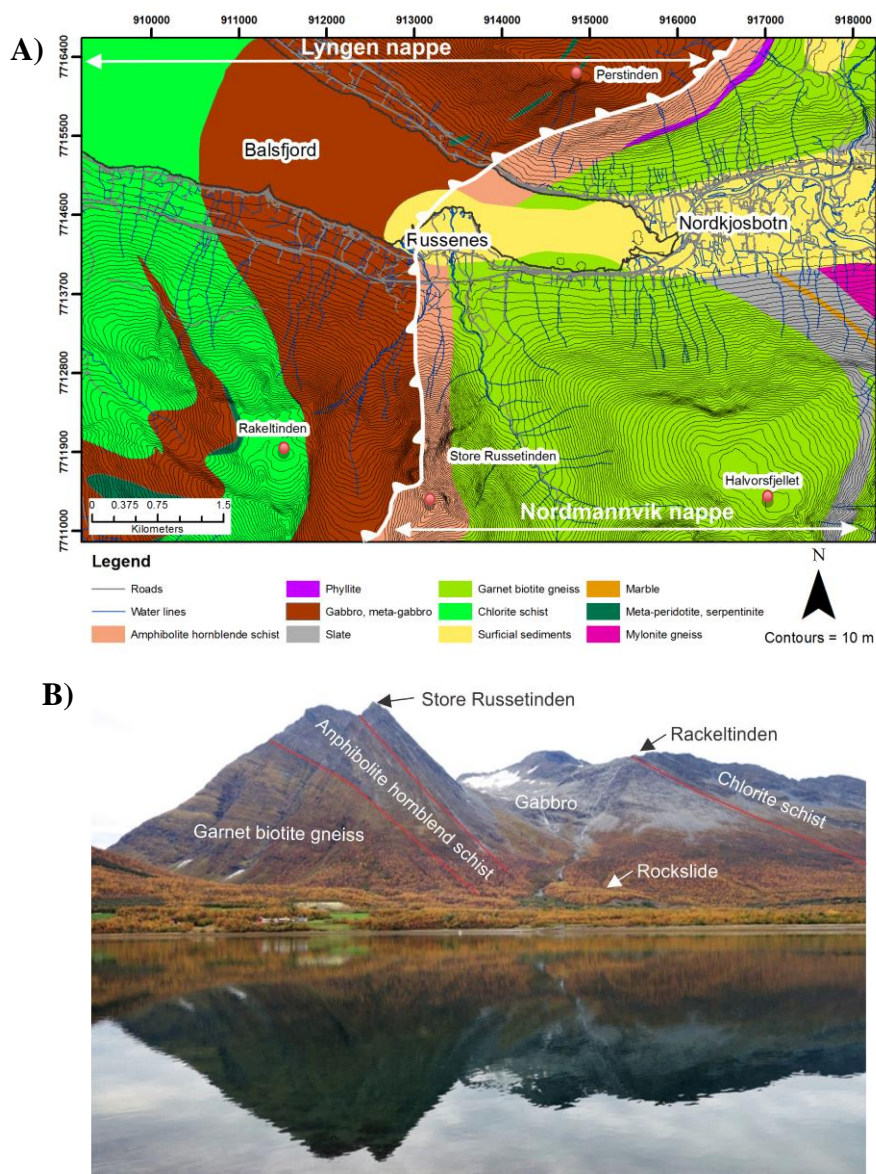 A)
910000 911000 912000 913000 914000 915000 916000 917000 918000
7716400
7715500
7714600
7713700
7712800
7711900
7711000
Lyngen nappe
Perstinden
Balsfjord
Nordkjosbotn
Russenes
Rakeltinden
Store Russetinden
Halvorsfjellet
0 0.375 0.75 1.5
Kilometers
Nordmannvik nappe
Legend
N
Roads
Phyllite
Garnet biotite gneiss
Marble
Water lines
Gabbro, meta-gabbro
Chlorite schist
Meta-peridotite, serpentinite
Amphibolite hornblende schist
Slate
Surficial sediments
Mylonite gneiss
Contours = 10 m
B)
Store Russetinden
Rackeltinden
Anphibolite hornblend schist
Chlorite schist
Gabbro
Garnet biotite gneiss
Rockslide